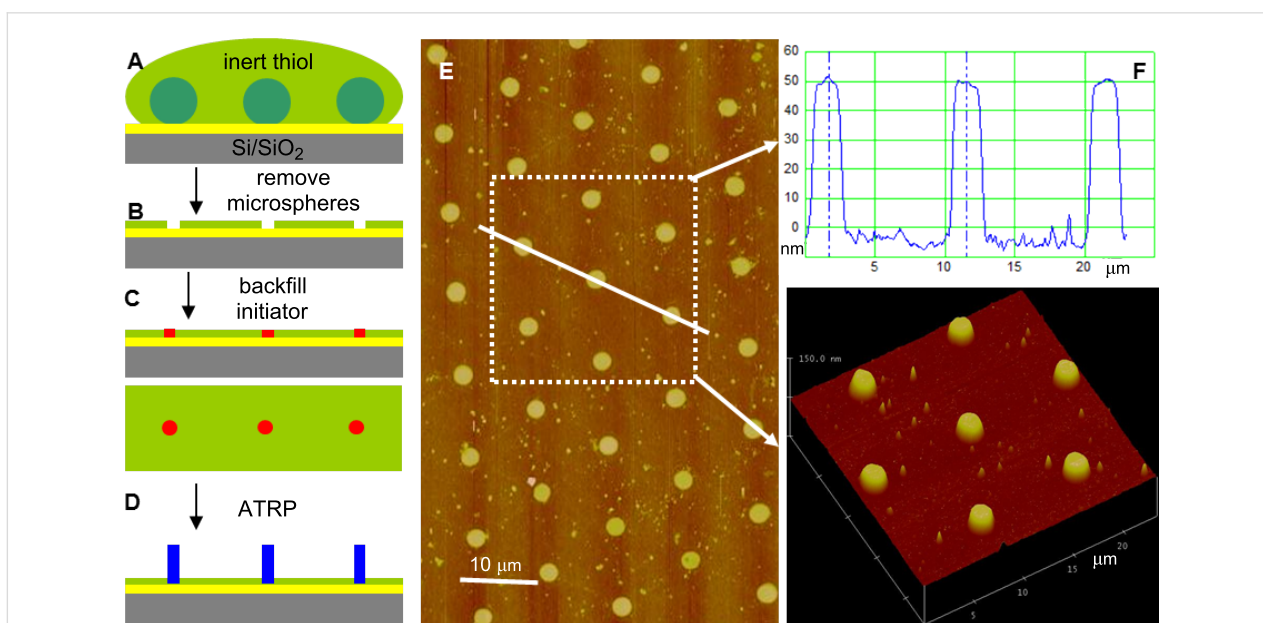 A
inert thiol
Si/SiO2
remove
microspheres
B
backfill
initiator
C
D
ATRP
E
10 μm
F
60
50
40
30
20
10
0
nm
5
10
15
20
μm
150.0 nm
5
10
15
20
μm